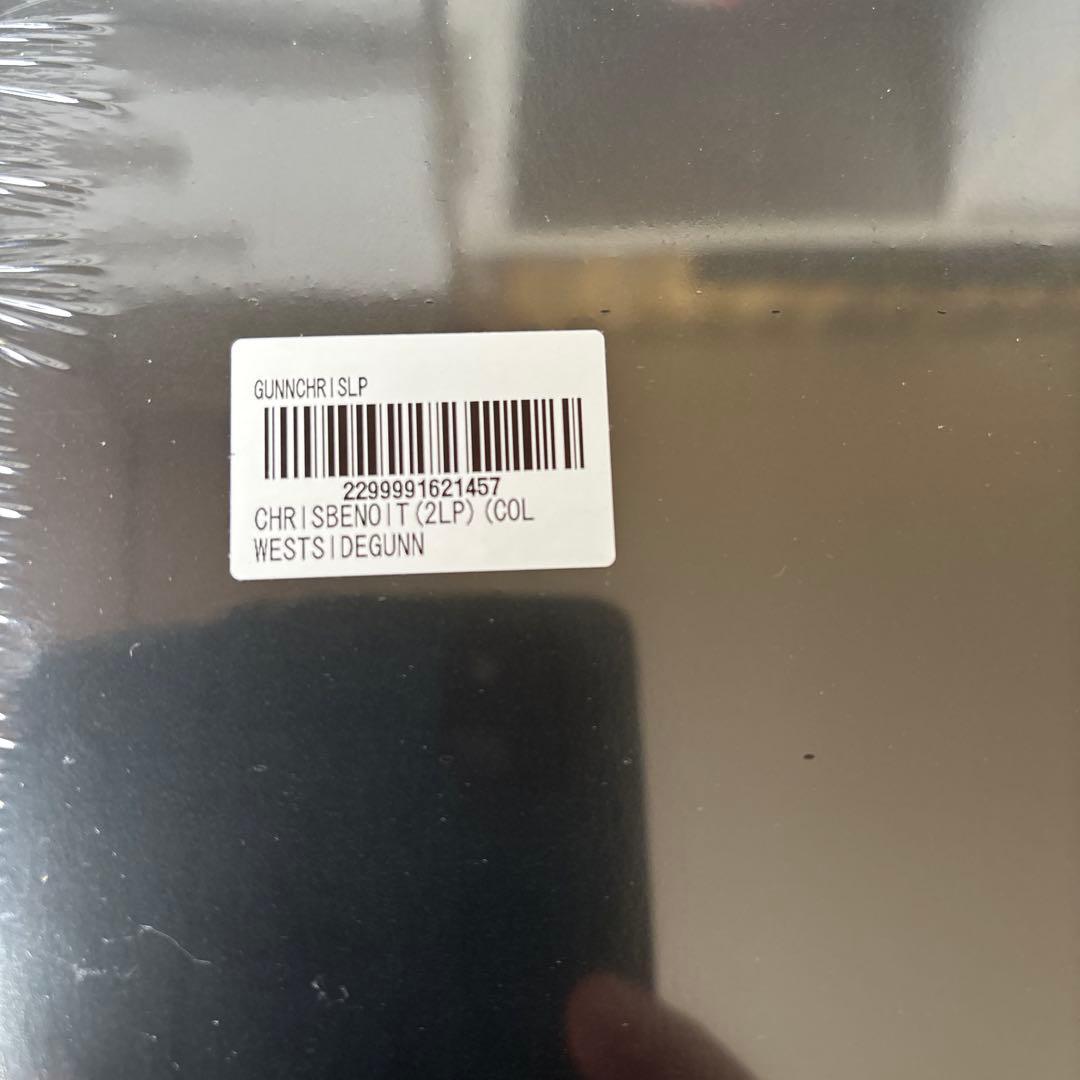 GUNNCHRISLP
2299991621457
CHRISBENOIT(2LP)(COL
WESTSIDEGUNN